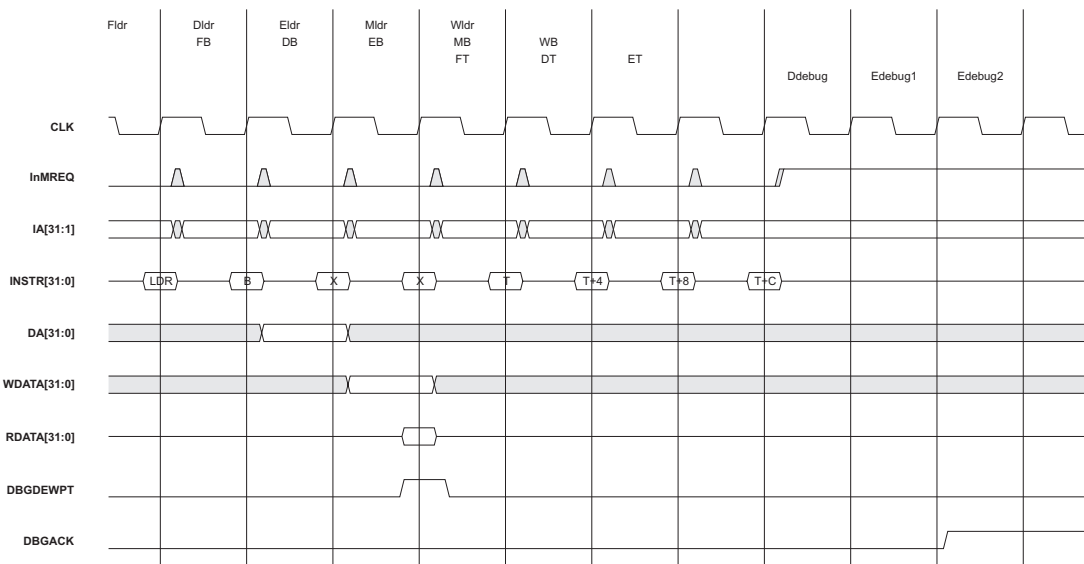 Fldr Dldr Eldr Mldr Wldr
FB DB EB MB WB
FT DT ET
Ddebug Edebug1 Edebug2
CLK
InMREQ
IA[31:1]
INSTR[31:0] LDR B X X T T+4 T+8 T+C
DA[31:0]
WDATA[31:0]
RDATA[31:0]
DBGDEWPT
DBGACK